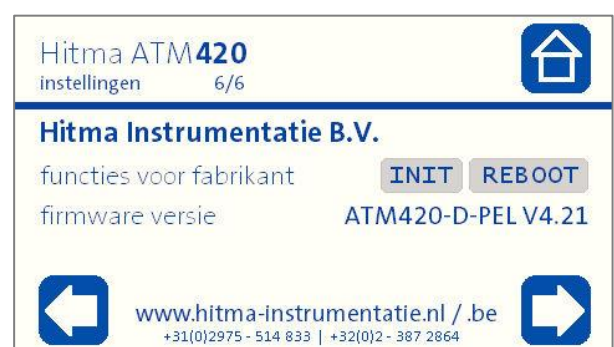 Hitma ATM420
instellingen 6/6
Hitma Instrumentatie B.V.
functies voor fabrikant INIT REBOOT
firmware versie ATM420-D-PEL V4.21
www.hitma-instrumentatie.nl / .be
+31(0)2975 - 514 833 | +32(0)2 - 387 2864